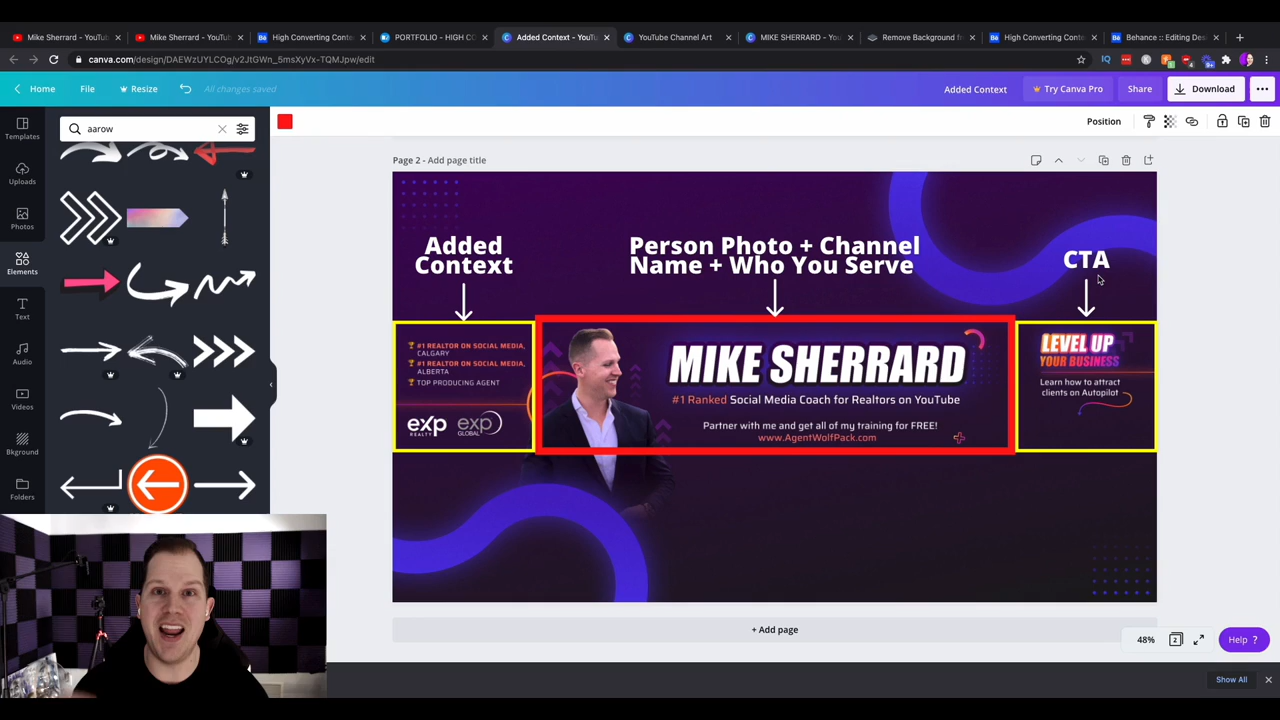 Mike Sherrard - YouTub
Mike Sherrard - YouTub
High Converting Conte
PORTFOLIO - HIGH CO
Added Context - YouTu
YouTube Channel Art
MIKE SHERRARD - You
Remove Background fr
High Converting Conte
Behance :: Editing Desi
canva.com/design/DAEWzUYLCOg/v2JtGWn_5msXyVx-TQMJpw/edit
Home
File
Resize
All changes saved
Added Context
Try Canva Pro
Share
Download
Templates
Uploads
Photos
Elements
Text
Audio
Videos
Bkground
Folders
aarow
Position
Page 2 - Add page title
Added
Context
Person Photo + Channel
Name + Who You Serve
CTA
#1 REALTOR ON SOCIAL MEDIA,
CALGARY
#1 REALTOR ON SOCIAL MEDIA,
ALBERTA
TOP PRODUCING AGENT
exp
REALTY
exp
GLOBAL
MIKE SHERRARD
#1 Ranked Social Media Coach for Realtors on YouTube
Partner with me and get all of my training for FREE!
www.AgentWolfPack.com
LEVEL UP
YOUR BUSINESS
Learn how to attract
clients on Autopilot
+ Add page
48%
2
Help ?
Show All